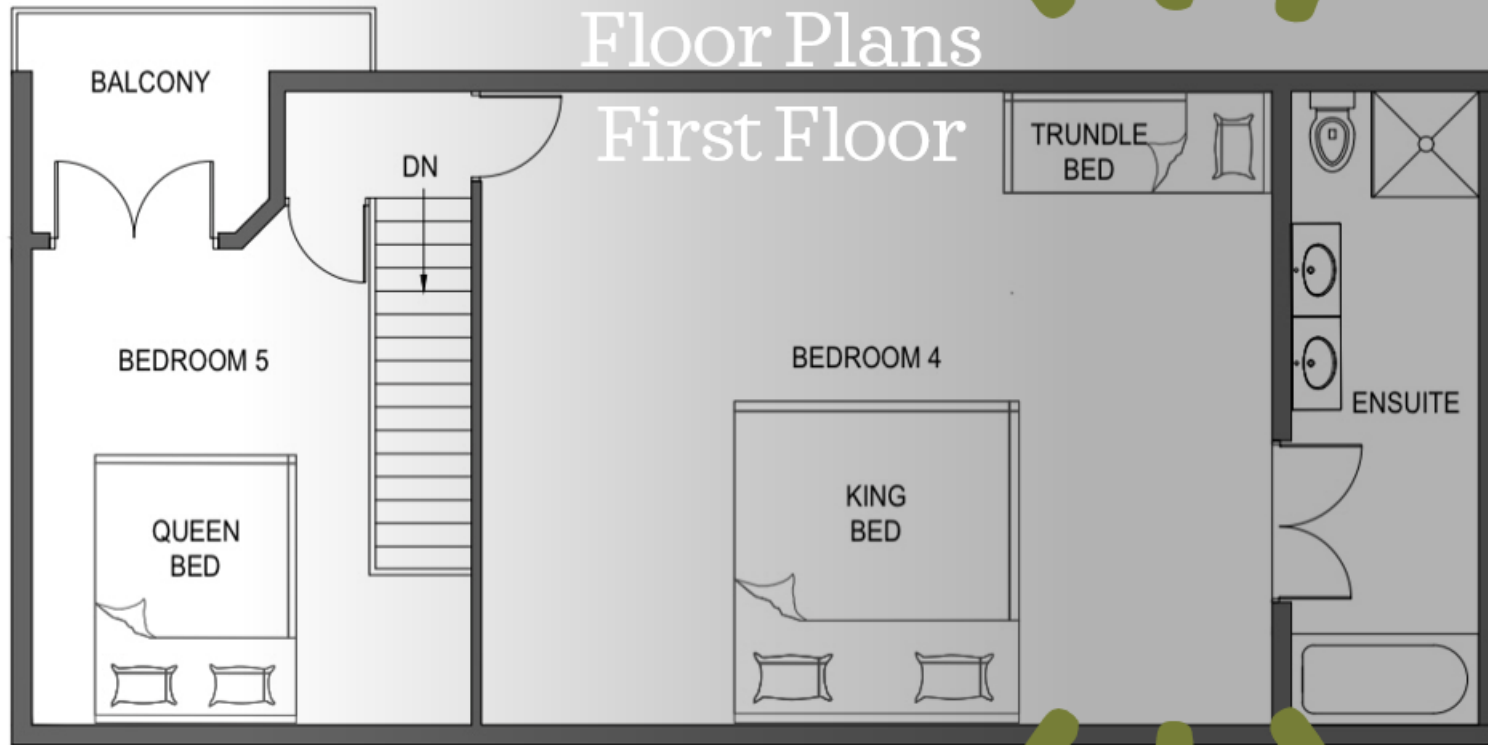 Floor Plans
First Floor
BALCONY
DN
TRUNDLE
BED
BEDROOM 5
BEDROOM 4
ENSUITE
QUEEN
BED
KING
BED